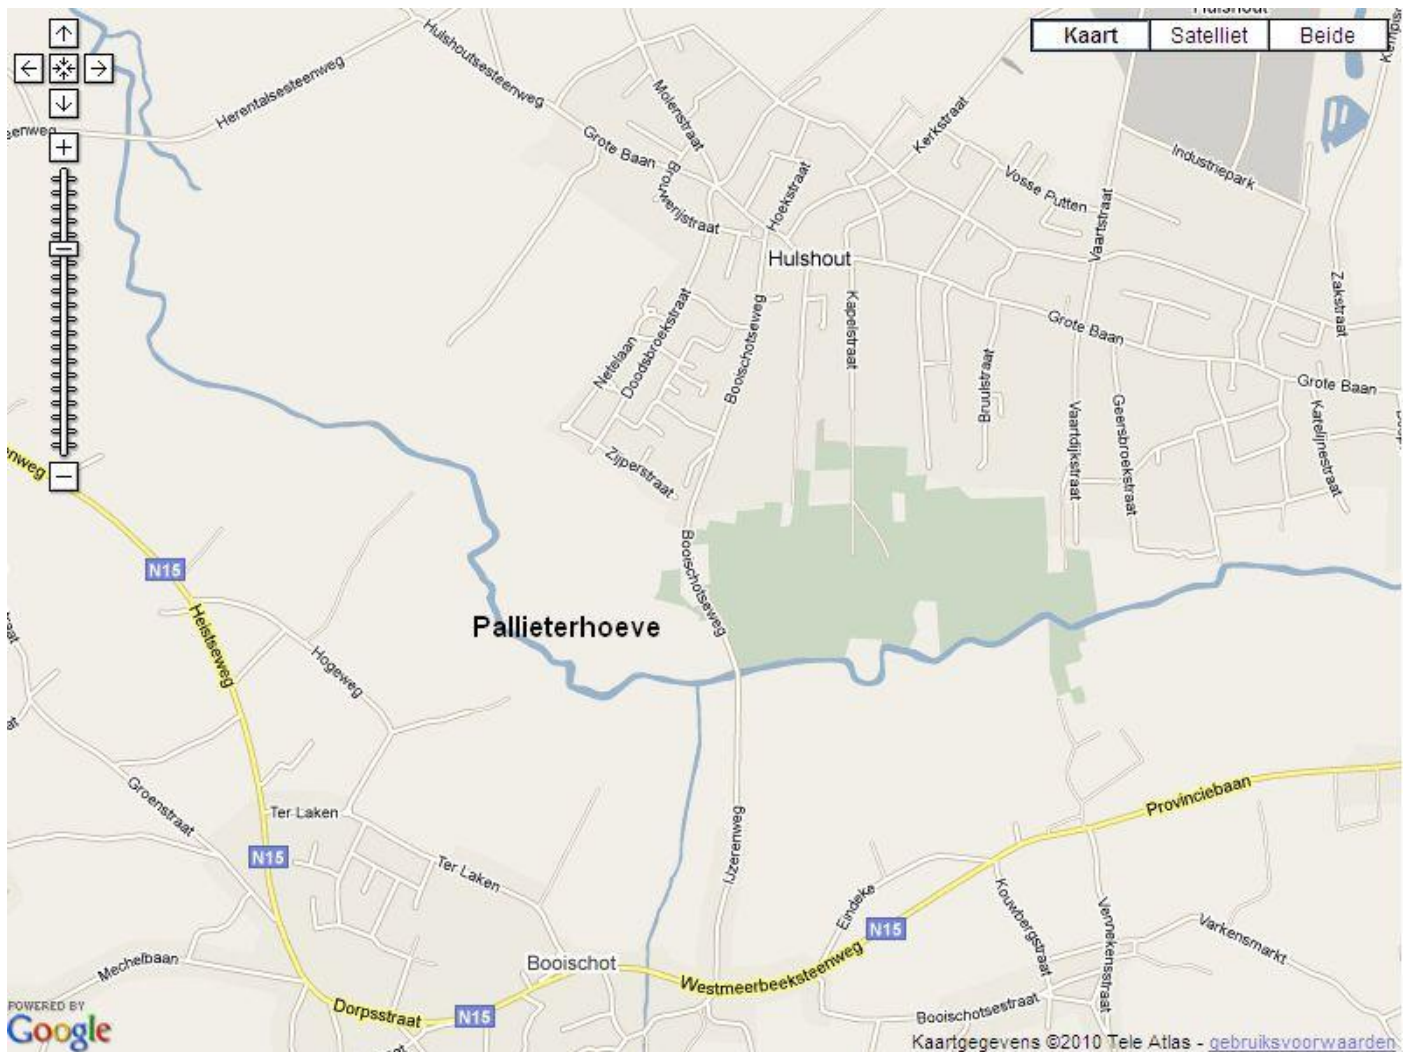 Hulshout
Kaart
Satelliet
Beide
Hulshoutsesteenweg
Herentalsesteenweg
Molenstraat
Kerkstraat
Grote Baan
Industriepark
Brouwerijstraat
Hoekstraat
Vosse Putten
Vaartstraat
Hulshout
Zakstraat
Doodsbroekstraat
Booischotseweg
Kapelstraat
Grote Baan
Netelaan
Bruulstraat
Grote Baan
Vaartdijkstraat
Geersbroekstraat
Katelijnestraat
Zijperstraat
N15
Booischotseweg
Heistseweg
Pallieterhoeve
Hogeweg
Groenstraat
Ter Laken
Provinciebaan
N15
Ter Laken
IJzerenweg
Eindeke
Kouwbergstraat
Vennekensstraat
N15
Varkensmarkt
Mechelbaan
Booischot
Westmeerbeeksteenweg
Dorpsstraat
N15
Booischotsestraat
POWERED BY
Google
Kaartgegevens ©2010 Tele Atlas - gebruiksvoorwaarden